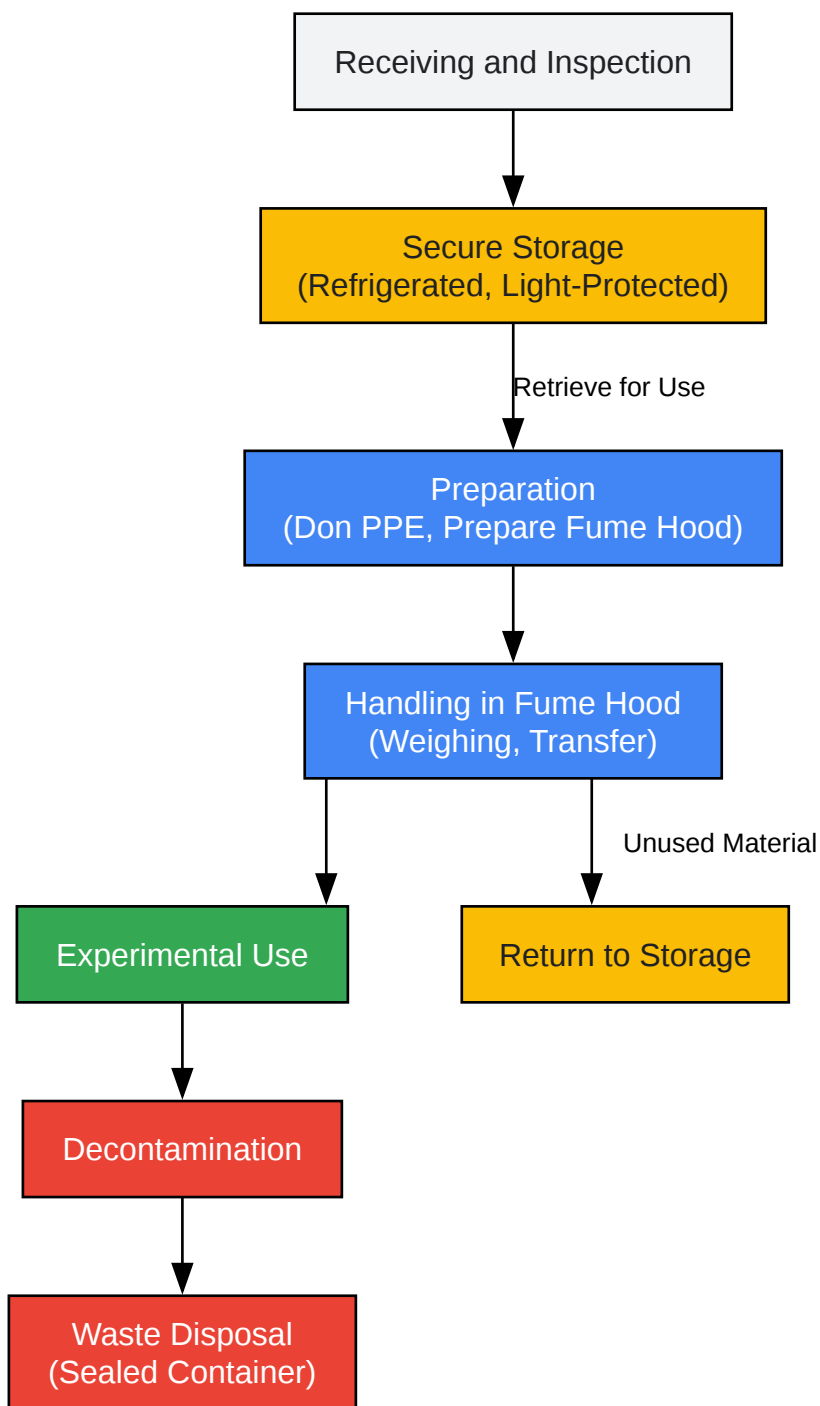 Receiving and Inspection
Secure Storage
(Refrigerated, Light-Protected)
Retrieve for Use
Preparation
(Don PPE, Prepare Fume Hood)
Handling in Fume Hood
(Weighing, Transfer)
Unused Material
Experimental Use
Return to Storage
Decontamination
Waste Disposal
(Sealed Container)